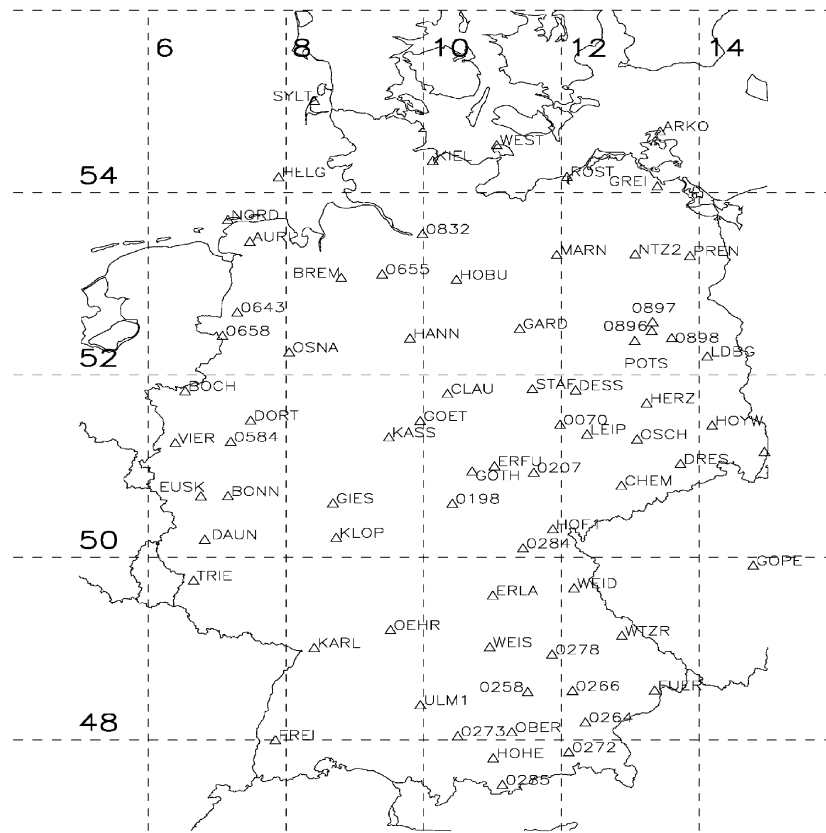 6 8 10 12 14
SYLT
ARKO
WEST
KIEL
54
HELG
ROST
GREI
NORD
0832
AURI
MARN
NTZ2
PREN
BREM
0655
HOBU
0643
0897
0658
HANN
GARD
0896
0898
OSNA
LDBG
52
POTS
BOCH
CLAU
STAF
DESS
HERZ
DORT
GOET
0070
HOYW
VIER
0584
KASS
LEIP
OSCH
ERFU
DRES
GOTH
0207
EUSK
BONN
GIES
0198
CHEM
HOF1
DAUN
KLOP
50
0284
GOPE
TRIE
WEID
ERLA
OEHR
WTZR
KARL
WEIS
0278
0258
0266
FUER
ULM1
48
0264
0273
OBER
FREI
HOHE
0272
0285